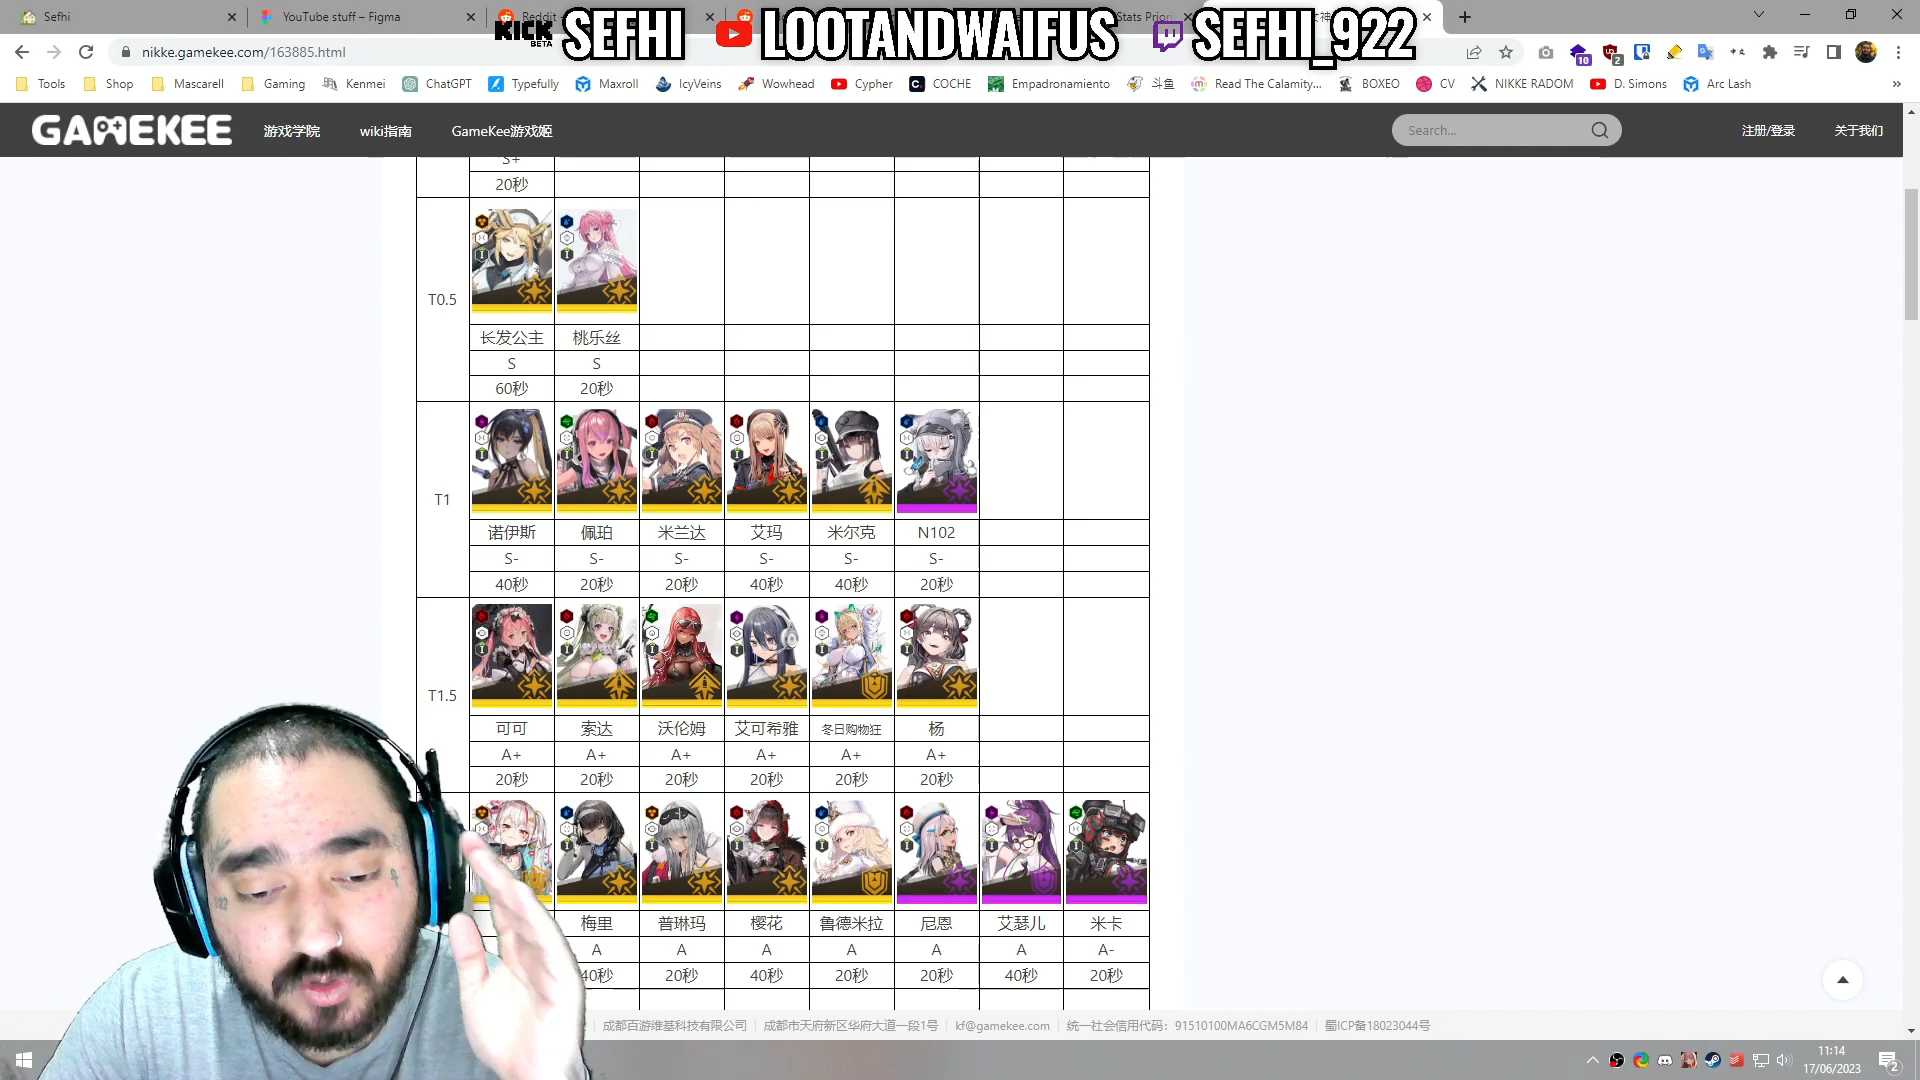 Sefhi
YouTube stuff – Figma
Reddit -
Stats Prior
KICK BETA SEFHI LOOTANDWAIFUS SEFHI_922
nikke.gamekee.com/163885.html
10
2
Tools Shop Mascarell Gaming Kenmei ChatGPT Typefully Maxroll IcyVeins Wowhead Cypher COCHE Empadronamiento 斗鱼 Read The Calamity... BOXEO CV NIKKE RADOM D. Simons Arc Lash »
GAMEKEE 游戏学院 wiki指南 GameKee游戏姬 Search... 注册/登录 关于我们
S+
20秒
T0.5
长发公主 桃乐丝
S S
60秒 20秒
T1
诺伊斯 佩珀 米兰达 艾玛 米尔克 N102
S- S- S- S- S- S-
40秒 20秒 20秒 40秒 40秒 20秒
T1.5
可可 索达 沃伦姆 艾可希雅 冬日购物狂 杨
A+ A+ A+ A+ A+ A+
20秒 20秒 20秒 20秒 20秒 20秒
梅里 普琳玛 樱花 鲁德米拉 尼恩 艾瑟儿 米卡
A A A A A A A-
40秒 20秒 40秒 20秒 20秒 40秒 20秒
成都百游维基科技有限公司 成都市天府新区华府大道一段1号 kf@gamekee.com 统一社会信用代码：91510100MA6CGM5M84 蜀ICP备18023044号
11:14
17/06/2023
2